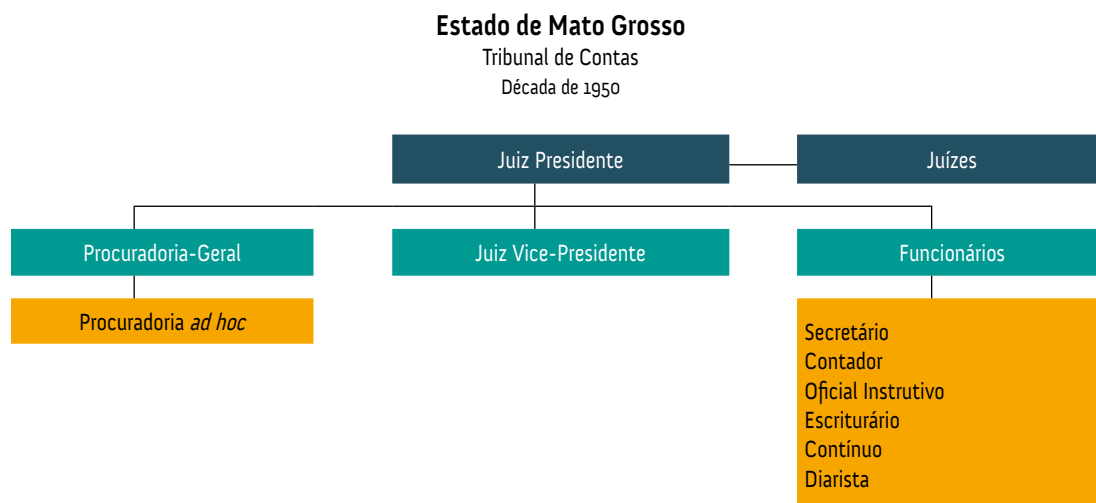 Estado de Mato Grosso
Tribunal de Contas
Década de 1950
Juiz Presidente
Juízes
Procuradoria-Geral
Juiz Vice-Presidente
Funcionários
Procuradoria ad hoc
Secretário
Contador
Oficial Instrutivo
Escriturário
Contínuo
Diarista